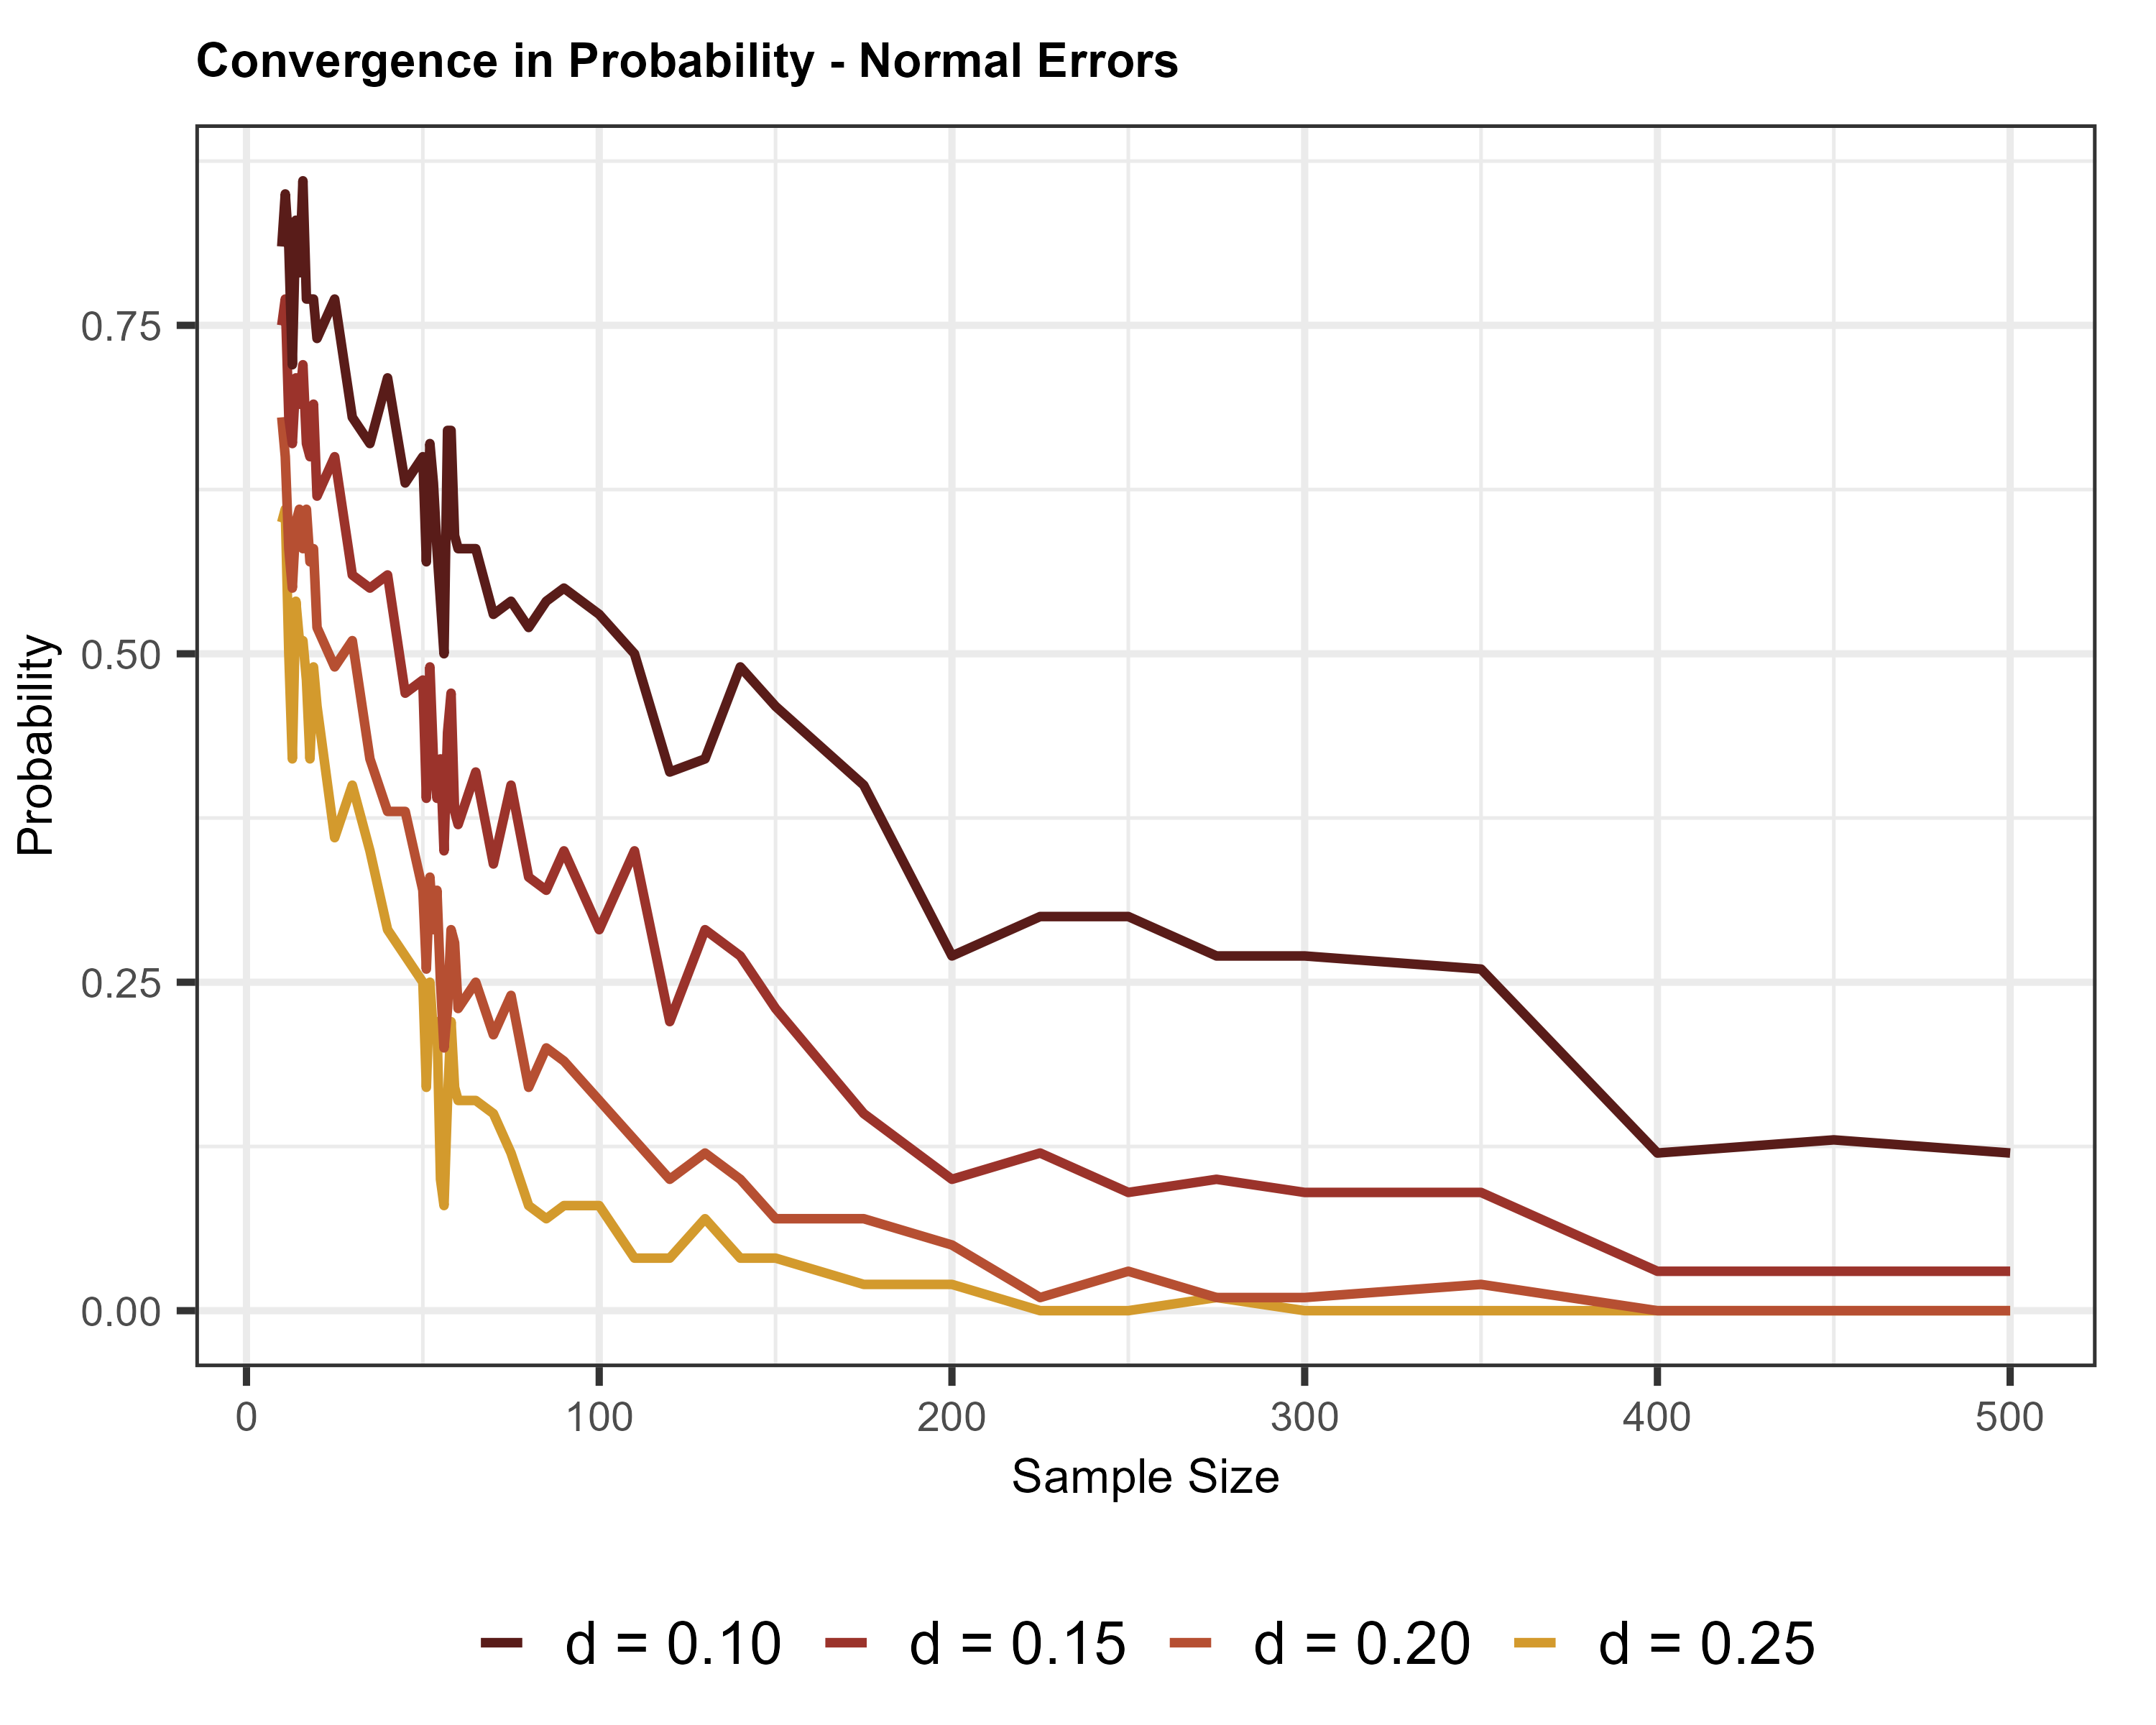 Convergence in Probability - Normal Errors
Probability
0.75
0.50
0.25
0.00
0 100 200 300 400 500
Sample Size
d = 0.10 d = 0.15 d = 0.20 d = 0.25